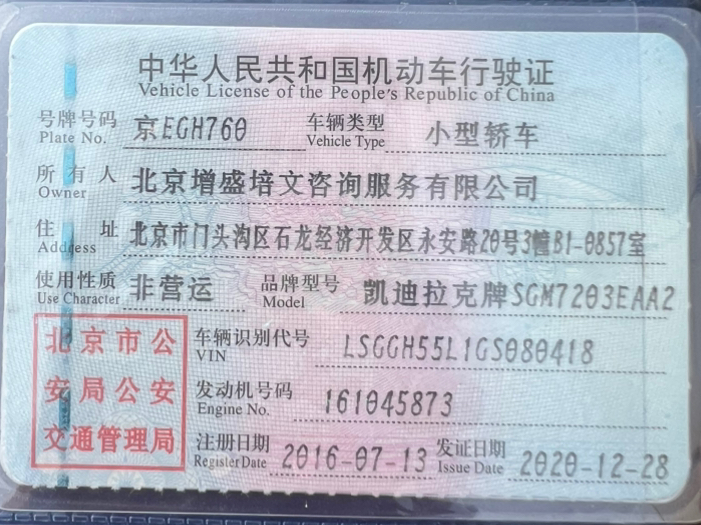 中华人民共和国机动车行驶证
Vehicle License of the People's Republic of China
号牌号码 京EGH760 车辆类型 小型轿车
Plate No. Vehicle Type
所有人 北京增盛培文咨询服务有限公司
Owner
住址 北京市门头沟区石龙经济开发区永安路20号3幢B1-0857室
Address
使用性质 非营运 品牌型号 凯迪拉克牌SGM7203EAA2
Use Character Model
北京市公
安局公安
交通管理局
车辆识别代号 LSGGH55L1GS080418
VIN
发动机号码 161045873
Engine No.
注册日期 2016-07-13 发证日期 2020-12-28
Register Date Issue Date